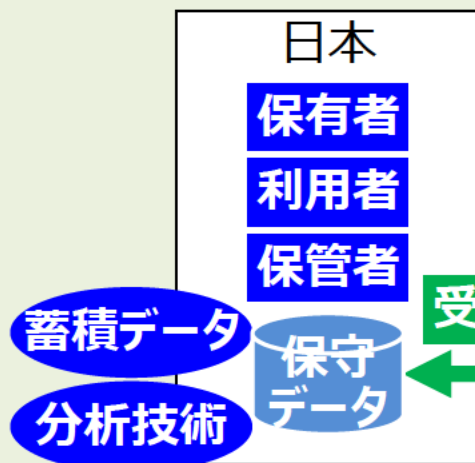 日本
保有者
利用者
保管者
受
蓄積データ
保守
データ
分析技術